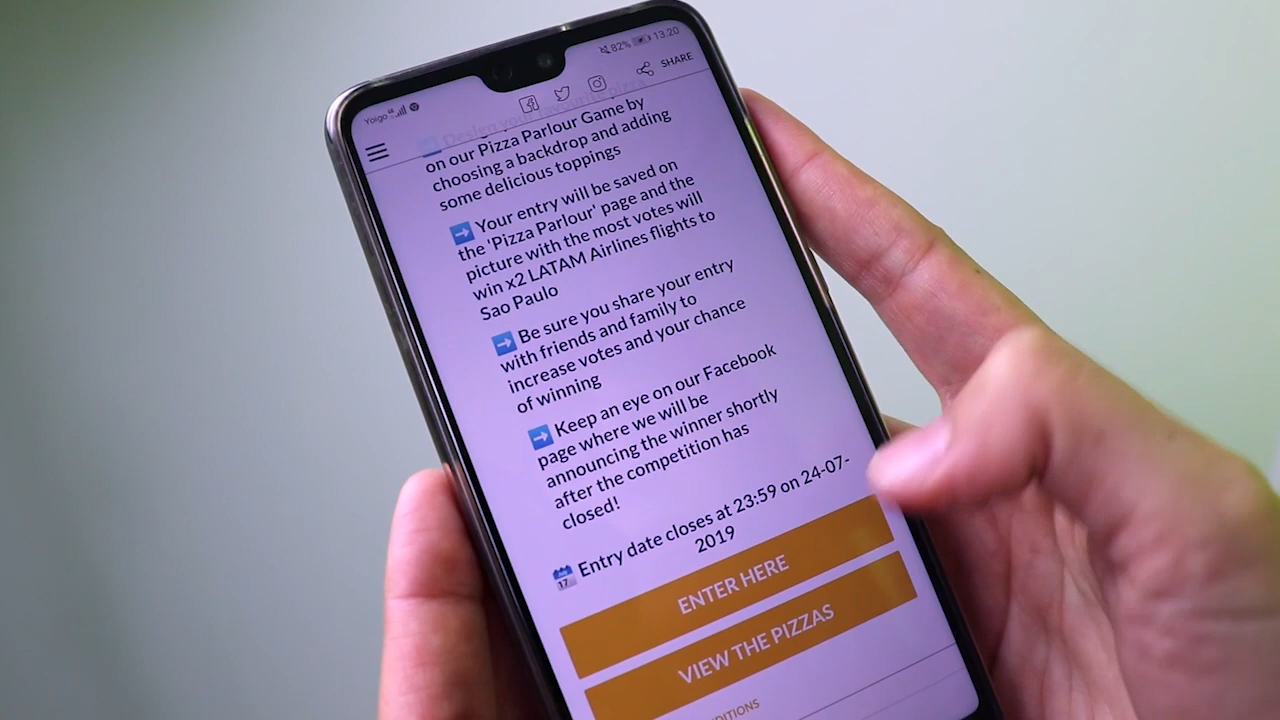 Yoigo
82% 13.20
SHARE
Design your favourite pizza
on our Pizza Parlour Game by
choosing a backdrop and adding
some delicious toppings
➡️ Your entry will be saved on
the 'Pizza Parlour' page and the
picture with the most votes will
win x2 LATAM Airlines flights to
Sao Paulo
➡️ Be sure you share your entry
with friends and family to
increase votes and your chance
of winning
➡️ Keep an eye on our Facebook
page where we will be
announcing the winner shortly
after the competition has
closed!
17 Entry date closes at 23:59 on 24-07-
2019
ENTER HERE
VIEW THE PIZZAS